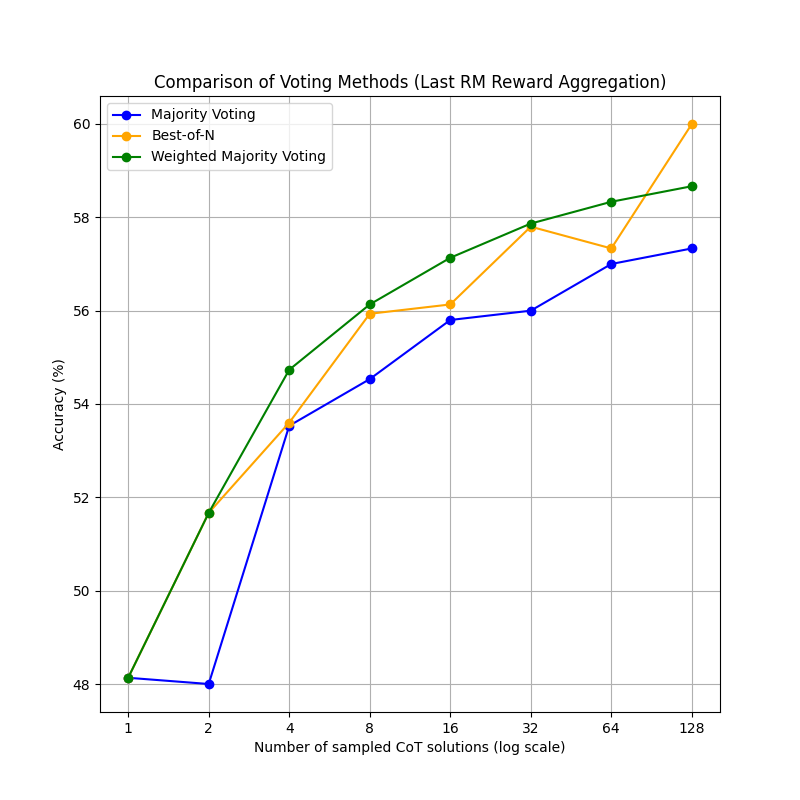 Comparison of Voting Methods (Last RM Reward Aggregation)
Majority Voting
Best-of-N
Weighted Majority Voting
60
58
56
54
52
50
48
Accuracy (%)
1 2 4 8 16 32 64 128
Number of sampled CoT solutions (log scale)